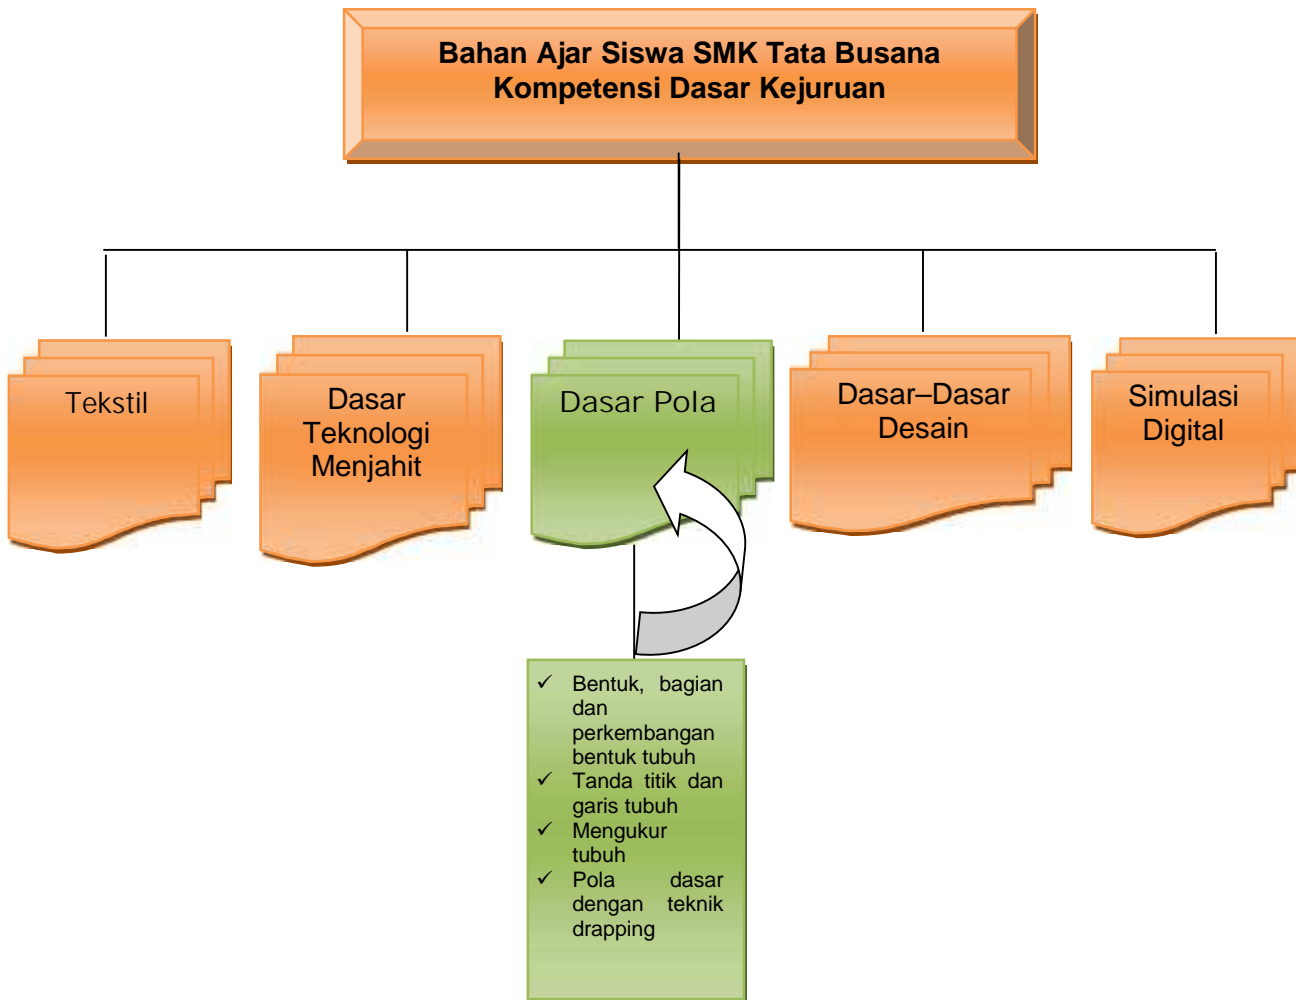 Bahan Ajar Siswa SMK Tata Busana
Kompetensi Dasar Kejuruan
Tekstil
Dasar
Teknologi
Menjahit
Dasar Pola
Dasar–Dasar
Desain
Simulasi
Digital
✓ Bentuk, bagian
dan
perkembangan
bentuk tubuh
✓ Tanda titik dan
garis tubuh
✓ Mengukur
tubuh
✓ Pola dasar
dengan teknik
drapping